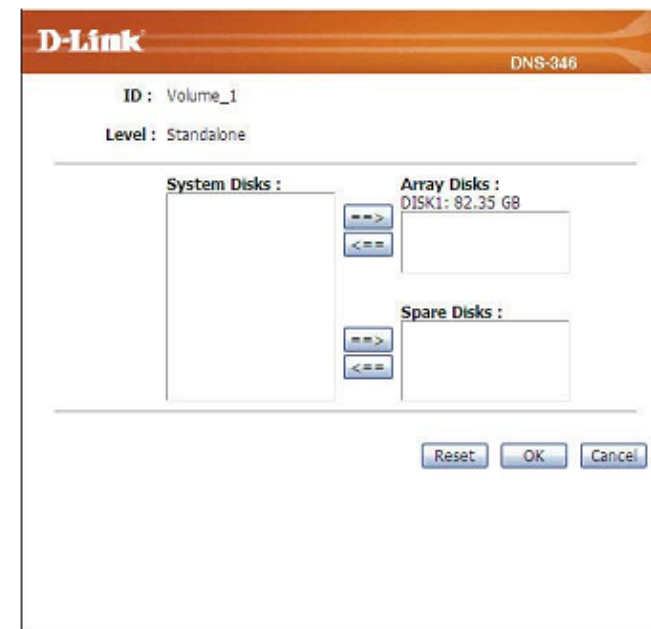 D-Link
DNS-346
ID : Volume_1
Level : Standalone
System Disks :
Array Disks :
DISK1: 82.35 GB
==>
<==
Spare Disks :
==>
<==
Reset OK Cancel